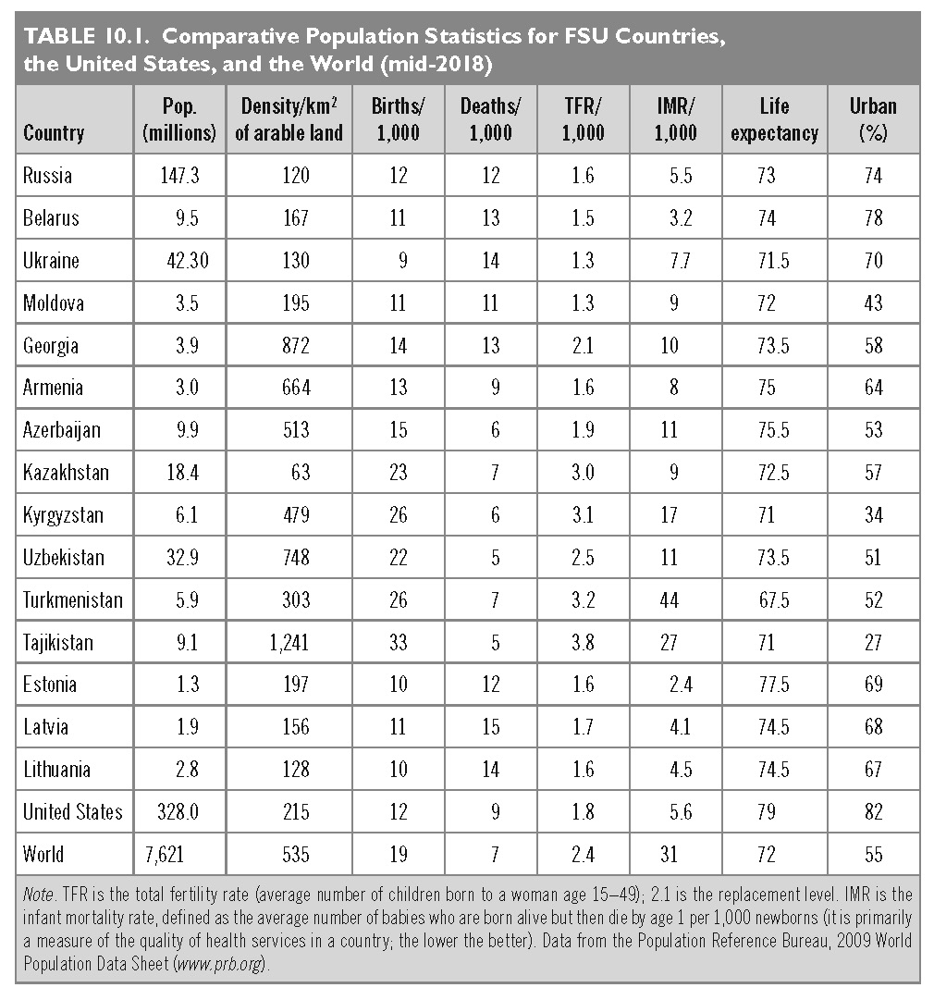 TABLE 10.1. Comparative Population Statistics for FSU Countries,
the United States, and the World (mid-2018)
Country Pop. (millions) Density/km² of arable land Births/ 1,000 Deaths/ 1,000 TFR/ 1,000 IMR/ 1,000 Life expectancy Urban (%)
Russia 147.3 120 12 12 1.6 5.5 73 74
Belarus 9.5 167 11 13 1.5 3.2 74 78
Ukraine 42.30 130 9 14 1.3 7.7 71.5 70
Moldova 3.5 195 11 11 1.3 9 72 43
Georgia 3.9 872 14 13 2.1 10 73.5 58
Armenia 3.0 664 13 9 1.6 8 75 64
Azerbaijan 9.9 513 15 6 1.9 11 75.5 53
Kazakhstan 18.4 63 23 7 3.0 9 72.5 57
Kyrgyzstan 6.1 479 26 6 3.1 17 71 34
Uzbekistan 32.9 748 22 5 2.5 11 73.5 51
Turkmenistan 5.9 303 26 7 3.2 44 67.5 52
Tajikistan 9.1 1,241 33 5 3.8 27 71 27
Estonia 1.3 197 10 12 1.6 2.4 77.5 69
Latvia 1.9 156 11 15 1.7 4.1 74.5 68
Lithuania 2.8 128 10 14 1.6 4.5 74.5 67
United States 328.0 215 12 9 1.8 5.6 79 82
World 7,621 535 19 7 2.4 31 72 55
Note. TFR is the total fertility rate (average number of children born to a woman age 15–49); 2.1 is the replacement level. IMR is the
infant mortality rate, defined as the average number of babies who are born alive but then die by age 1 per 1,000 newborns (it is primarily
a measure of the quality of health services in a country; the lower the better). Data from the Population Reference Bureau, 2009 World
Population Data Sheet (www.prb.org).